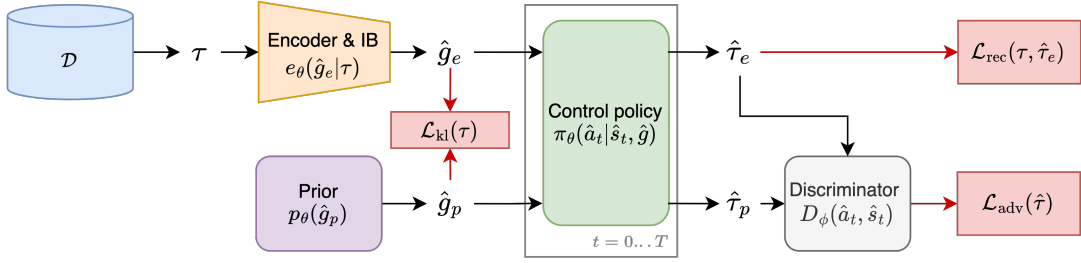 𝒟
τ
Encoder & IB
e_θ(ĝ_e|τ)
ĝ_e
ℒ_kl(τ)
Prior
p_θ(ĝ_p)
ĝ_p
Control policy
π_θ(â_t|ŝ_t, ĝ)
t = 0...T
τ̂_e
τ̂_p
Discriminator
D_ϕ(â_t, ŝ_t)
ℒ_rec(τ, τ̂_e)
ℒ_adv(τ̂)